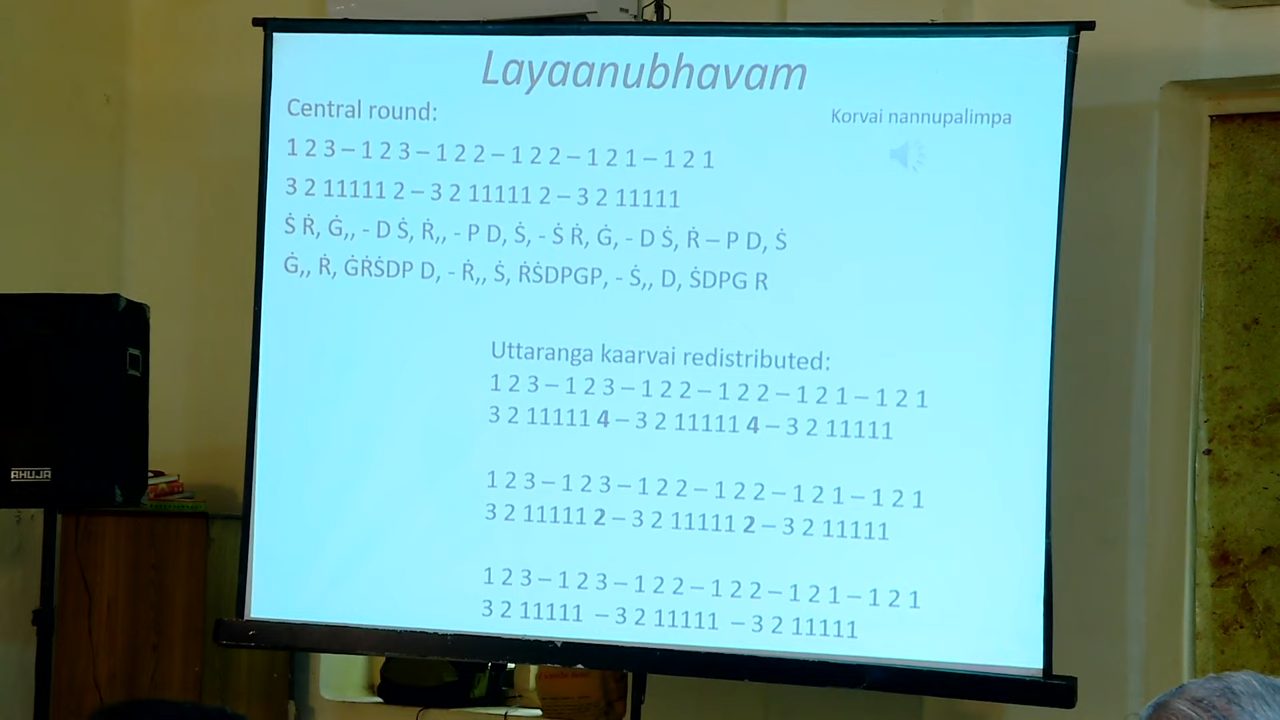 Layaanubhavam
Central round:
Korvai nannupalimpa
1 2 3 – 1 2 3 – 1 2 2 – 1 2 2 – 1 2 1 – 1 2 1
3 2 11111 2 – 3 2 11111 2 – 3 2 11111
Ṡ Ṙ, Ġ,, - D Ṡ, Ṙ,, - P D, Ṡ, - Ṡ Ṙ, Ġ, - D Ṡ, Ṙ – P D, Ṡ
Ġ,, Ṙ, ĠṘṠDP D, - Ṙ,, Ṡ, ṘṠDPGP, - Ṡ,, D, ṠDPG R
Uttaranga kaarvai redistributed:
1 2 3 – 1 2 3 – 1 2 2 – 1 2 2 – 1 2 1 – 1 2 1
3 2 11111 4 – 3 2 11111 4 – 3 2 11111
1 2 3 – 1 2 3 – 1 2 2 – 1 2 2 – 1 2 1 – 1 2 1
3 2 11111 2 – 3 2 11111 2 – 3 2 11111
1 2 3 – 1 2 3 – 1 2 2 – 1 2 2 – 1 2 1 – 1 2 1
3 2 11111 – 3 2 11111 – 3 2 11111
AHUJA